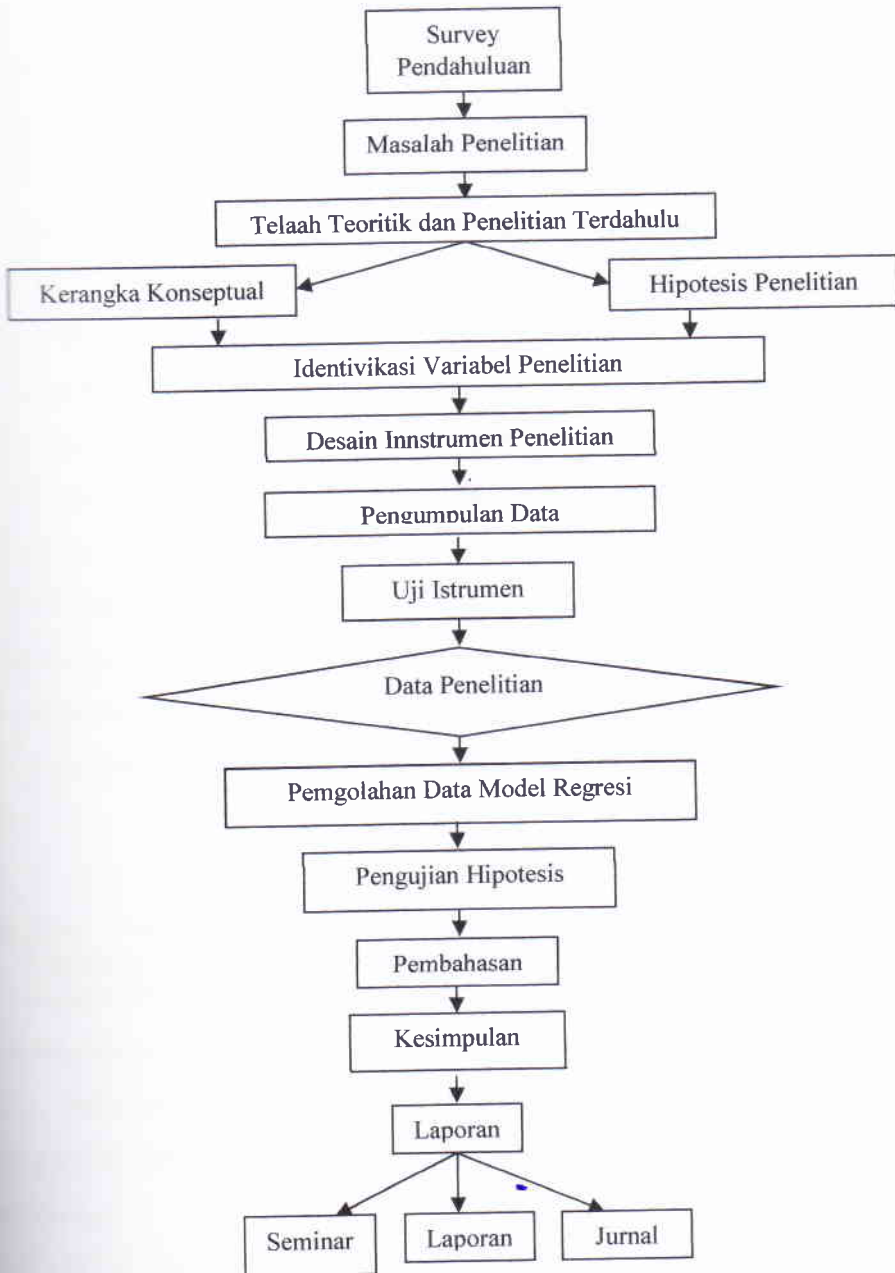 Survey
Pendahuluan
Masalah Penelitian
Telaah Teoritik dan Penelitian Terdahulu
Kerangka Konseptual
Hipotesis Penelitian
Identivikasi Variabel Penelitian
Desain Innstrumen Penelitian
Pengumpulan Data
Uji Istrumen
Data Penelitian
Pemgolahan Data Model Regresi
Pengujian Hipotesis
Pembahasan
Kesimpulan
Laporan
Seminar
Laporan
Jurnal